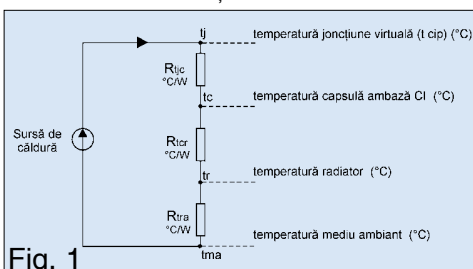 tj
temperatură joncțiune virtuală (t cip) (°C)
Rtjc
°C/W
tc
temperatură capsulă ambază CI (°C)
Sursă de
căldură
Rtcr
°C/W
tr
temperatură radiator (°C)
Rtra
°C/W
temperatură mediu ambiant (°C)
tma
Fig. 1